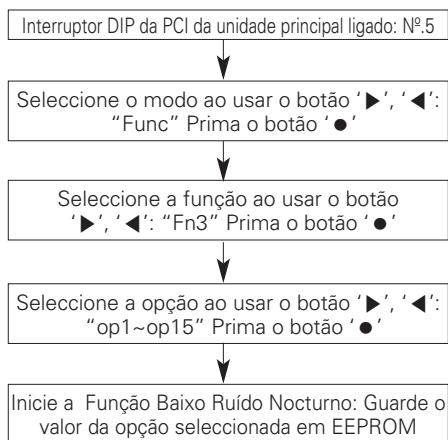 Interruptor DIP da PCI da unidade principal ligado: Nº.5
Seleccione o modo ao usar o botão ‘▶’, ‘◀’:
“Func” Prima o botão ‘●’
Seleccione a função ao usar o botão
‘▶’, ‘◀’: “Fn3” Prima o botão ‘●’
Seleccione a opção ao usar o botão ‘▶’, ‘◀’:
“op1~op15” Prima o botão ‘●’
Inicie a Função Baixo Ruído Nocturno: Guarde o
valor da opção seleccionada em EEPROM